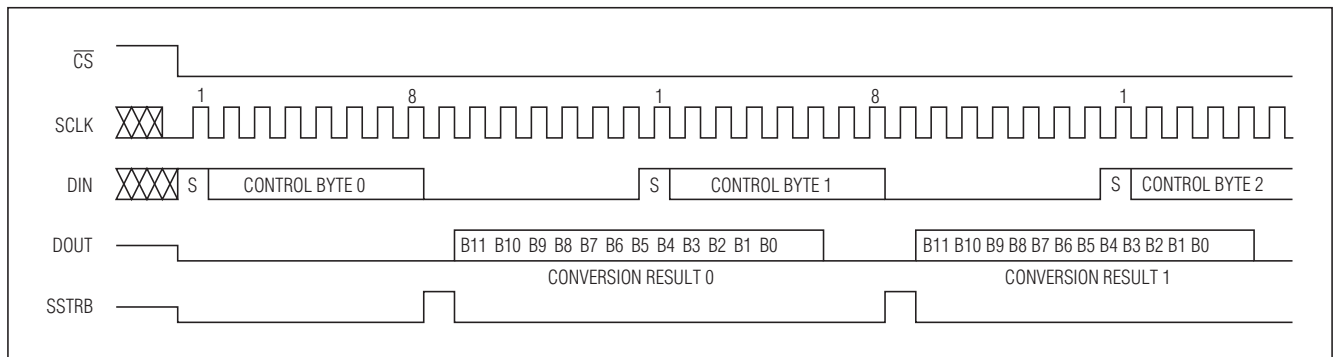 CS
1 8 1 8 1
SCLK
DIN S CONTROL BYTE 0 S CONTROL BYTE 1 S CONTROL BYTE 2
DOUT B11 B10 B9 B8 B7 B6 B5 B4 B3 B2 B1 B0 B11 B10 B9 B8 B7 B6 B5 B4 B3 B2 B1 B0
CONVERSION RESULT 0 CONVERSION RESULT 1
SSTRB